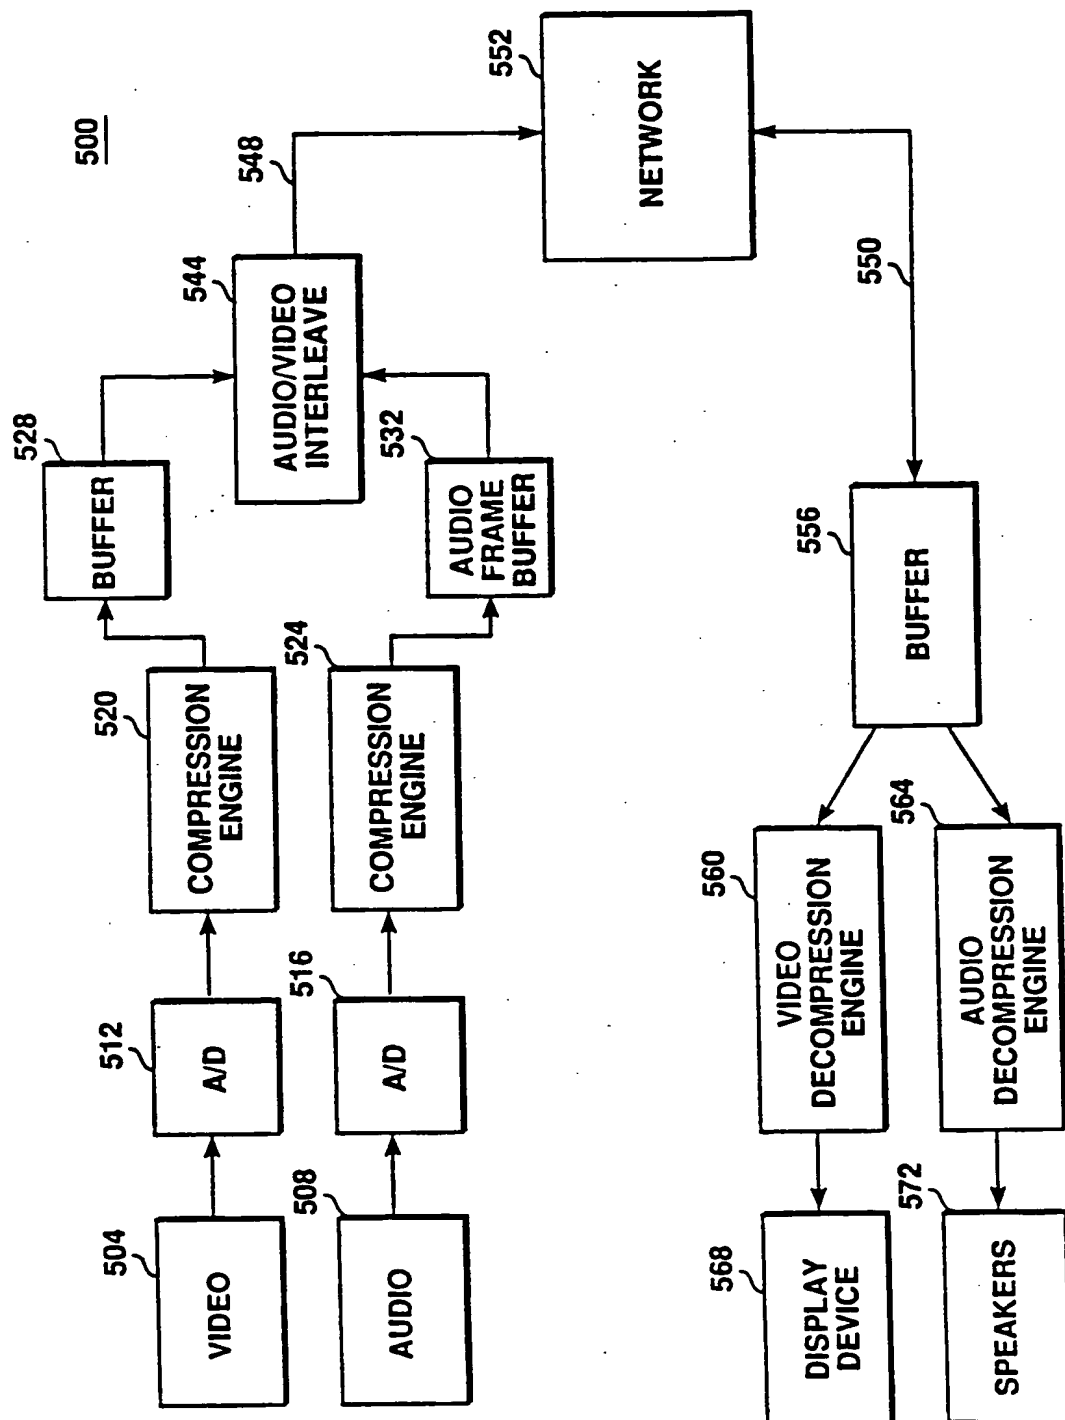 500
504
VIDEO
512
A/D
520
COMPRESSION
ENGINE
528
BUFFER
508
AUDIO
516
A/D
524
COMPRESSION
ENGINE
532
AUDIO
FRAME
BUFFER
544
AUDIO/VIDEO
INTERLEAVE
548
552
NETWORK
550
556
BUFFER
560
VIDEO
DECOMPRESSION
ENGINE
568
DISPLAY
DEVICE
564
AUDIO
DECOMPRESSION
ENGINE
572
SPEAKERS